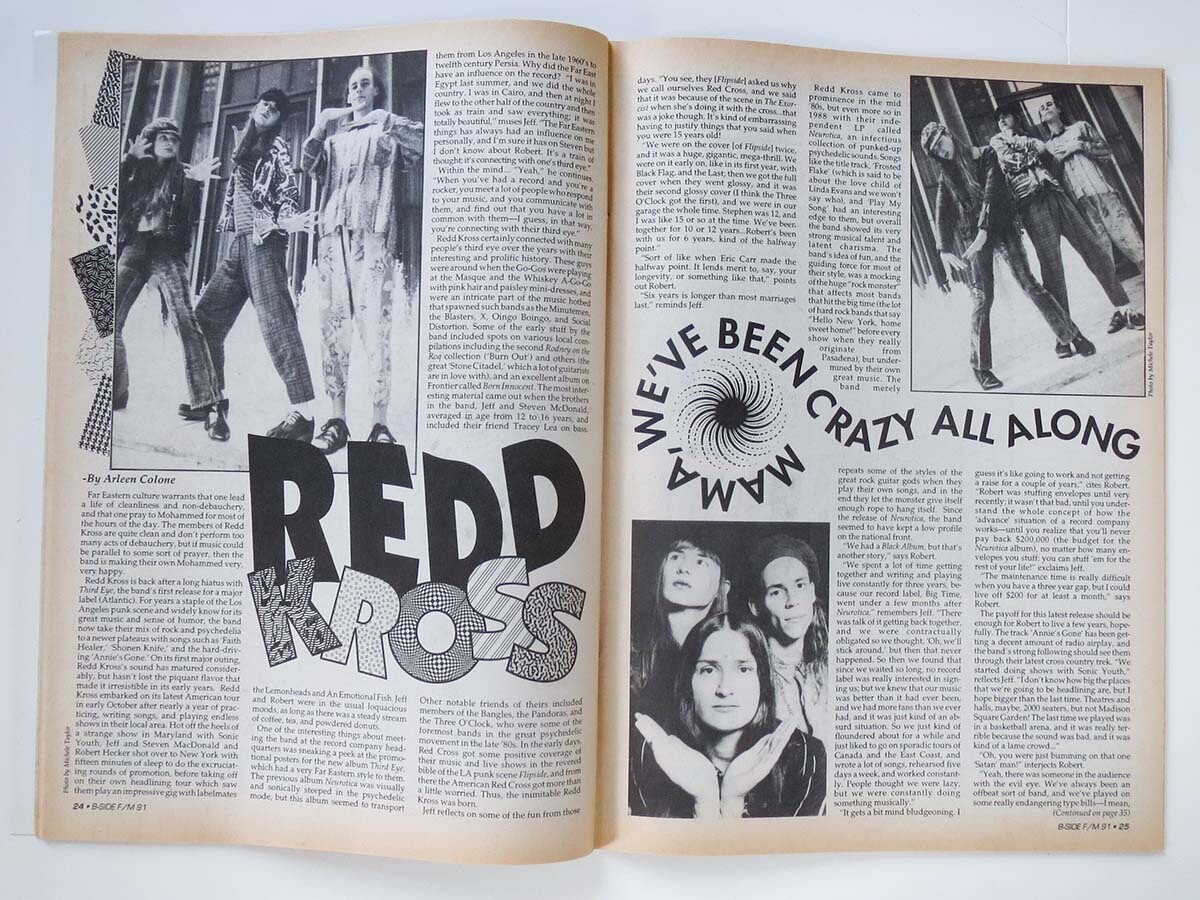 -By Arleen Colone
Far Eastern culture warrants that one lead
a life of cleanliness and non-debauchery,
and that one pray to Mohammed for most of
the hours of the day. The members of Redd
Kross are quite clean and don't perform too
many acts of debauchery, but if music could
be parallel to some sort of prayer, then the
band is making their own Mohammed very,
very happy.
Redd Kross is back after a long hiatus with
Third Eye, the band's first release for a major
label (Atlantic). For years a staple of the Los
Angeles punk scene and widely know for its
great music and sense of humor, the band
now take their mix of rock and psychedelia
to a newer plateaus with songs such as 'Faith
Healer,' 'Shonen Knife,' and the hard-driv-
ing 'Annie's Gone.' On its first major outing,
Redd Kross's sound has matured consider-
ably, but hasn't lost the piquant flavor that
made it irresistible in its early years. Redd
Kross embarked on its latest American tour
in early October after nearly a year of prac-
ticing, writing songs, and playing endless
shows in their local area. Hot off the heels of
a strange show in Maryland with Sonic
Youth, Jeff and Steven MacDonald and
Robert Hecker shot over to New York with
fifteen minutes of sleep to do the excruciat-
ing rounds of promotion, before taking off
on their own headlining tour which saw
them play an impressive gig with labelmates
Photo by Michele Taylor
24 • B-SIDE F/M 91
REDD
KROSS
the Lemonheads and An Emotional Fish. Jeff
and Robert were in the usual loquacious
moods, as long as there was a steady stream
of coffee, tea, and powdered donuts.
One of the interesting things about meet-
ing the band at the record company head-
quarters was sneaking a peek at the promo-
tional posters for the new album Third Eye,
which had a very Far Eastern style to them.
The previous album Neurotica was visually
and sonically steeped in the psychedelic
mode, but this album seemed to transport
them from Los Angeles in the late 1960's to
twelfth century Persia. Why did the Far East
have an influence on the record? "I was in
Egypt last summer, and we did the whole
country. I was in Cairo, and then at night I
flew to the other half of the country and then
took as train and saw everything; it was
totally beautiful," muses Jeff. "The Far Eastern
things has always had an influence on me
personally, and I'm sure it has on Steven but
I don't know about Robert. It's a train of
thought; it's connecting with one's third eye."
Within the mind... "Yeah," he continues.
"When you've had a record and you're a
rocker, you meet a lot of people who respond
to your music, and you communicate with
them, and find out that you have a lot in
common with them—I guess, in that way,
you're connecting with their third eye."
Redd Kross certainly connected with many
people's third eye over the years with their
interesting and prolific history. These guys
were around when the Go-Gos were playing
at the Masque and the Whiskey A-Go-Go
with pink hair and paisley mini-dresses, and
were an intricate part of the music hotbed
that spawned such bands as the Minutemen,
the Blasters, X, Oingo Boingo, and Social
Distortion. Some of the early stuff by the
band included spots on various local com-
pilations including the second Rodney on the
Roq collection ('Burn Out') and others (the
great 'Stone Citadel,' which a lot of guitarists
are in love with), and an excellent album on
Frontier called Born Innocent. The most inter-
esting material came out when the brothers
in the band, Jeff and Steven McDonald,
averaged in age from 12 to 16 years, and
included their friend Tracey Lea on bass.
Other notable friends of theirs included
members of the Bangles, the Pandoras, and
the Three O'Clock, who were some of the
foremost bands in the great psychedelic
movement in the late '80s. In the early days,
Red Cross got some positive coverage of
their music and live shows in the revered
bible of the LA punk scene Flipside, and from
there the American Red Cross got more than
a little worried. Thus, the inimitable Redd
Kross was born.
Jeff reflects on some of the fun from those
days. "You see, they [Flipside] asked us why
we call ourselves Red Cross, and we said
that it was because of the scene in The Exor-
cist when she's doing it with the cross...that
was a joke though. It's kind of embarrassing
having to justify things that you said when
you were 15 years old!
"We were on the cover [of Flipside] twice,
and it was a huge, gigantic, mega-thrill. We
were on it early on, like in its first year, with
Black Flag, and the Last; then we got the full
cover when they went glossy, and it was
their second glossy cover (I think the Three
O'Clock got the first), and we were in our
garage the whole time. Stephen was 12, and
I was like 15 or so at the time. We've been
together for 10 or 12 years...Robert's been
with us for 6 years, kind of the halfway
point."
"Sort of like when Eric Carr made the
halfway point. It lends merit to, say, your
longevity, or something like that," points
out Robert.
"Six years is longer than most marriages
last," reminds Jeff.
Redd Kross came to
prominence in the mid
'80s, but even more so in
1988 with their inde-
pendent LP called
Neurotica, an infectious
collection of punked-up
psychedelic sounds. Songs
like the title track, 'Frosted
Flake' (which is said to be
about the love child of
Linda Evans and we won't
say who), and 'Play My
Song' had an interesting
edge to them, but overall
the band showed its very
strong musical talent and
latent charisma. The
band's idea of fun, and the
guiding force for most of
their style, was a mocking
of the huge "rock monster"
that affects most bands
that hit the big time (the lot
of hard rock bands that say
"Hello New York, home
sweet home!" before every
show when they really
originate from
Pasadena), but under-
mined by their own
great music. The
band merely
Photo by Michele Taylor
MAMA, WE'VE BEEN CRAZY ALL ALONG
repeats some of the styles of the
great rock guitar gods when they
play their own songs, and in the
end they let the monster give itself
enough rope to hang itself. Since
the release of Neurotica, the band
seemed to have kept a low profile
on the national front.
"We had a Black Album, but that's
another story," says Robert.
"We spent a lot of time getting
together and writing and playing
live constantly for three years, be-
cause our record label, Big Time,
went under a few months after
Neurotica," remembers Jeff. "There
was talk of it getting back together,
and we were contractually
obligated so we thought, 'Oh, we'll
stick around,' but then that never
happened. So then we found that
since we waited so long, no record
label was really interested in sign-
ing us; but we knew that our music
was better than it had ever been,
and we had more fans than we ever
had, and it was just kind of an ab-
surd situation. So we just kind of
floundered about for a while and
just liked to go on sporadic tours of
Canada and the East Coast, and
wrote a lot of songs, rehearsed five
days a week, and worked constant-
ly. People thought we were lazy,
but we were constantly doing
something musically."
"It gets a bit mind bludgeoning. I
guess it's like going to work and not getting
a raise for a couple of years," cites Robert.
"Robert was stuffing envelopes until very
recently; it wasn't that bad, until you under-
stand the whole concept of how the
'advance' situation of a record company
works—until you realize that you'll never
pay back $200,000 (the budget for the
Neurotica album), no matter how many en-
velopes you stuff; you can stuff 'em for the
rest of your life!" exclaims Jeff.
"The maintenance time is really difficult
when you have a three year gap, but I could
live off $200 for at least a month," says
Robert.
The payoff for this latest release should be
enough for Robert to live a few years, hope-
fully. The track 'Annie's Gone' has been get-
ting a decent amount of radio airplay, and
the band's strong following should see them
through their latest cross country trek. "We
started doing shows with Sonic Youth,"
reflects Jeff. "I don't know how big the places
that we're going to be headlining are, but I
hope bigger than the last time. Theatres and
halls, maybe, 2000 seaters, but not Madison
Square Garden! The last time we played was
in a basketball arena, and it was really ter-
rible because the sound was bad, and it was
kind of a lame crowd..."
"Oh, you were just bumming on that one
Satan man!" interjects Robert.
"Yeah, there was someone in the audience
with the evil eye. We've always been an
offbeat sort of band, and we've played on
some really endangering type bills—I mean,
(Continued on page 35)
B-SIDE F/M 91 • 25